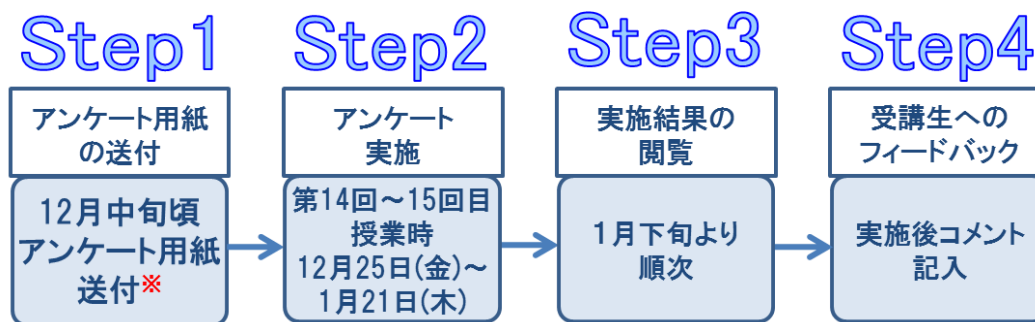 Step1
アンケート用紙
の送付
12月中旬頃
アンケート用紙
送付※
Step2
アンケート
実施
第14回～15回目
授業時
12月25日(金)～
1月21日(木)
Step3
実施結果の
閲覧
1月下旬より
順次
Step4
受講生への
フィードバック
実施後コメント
記入